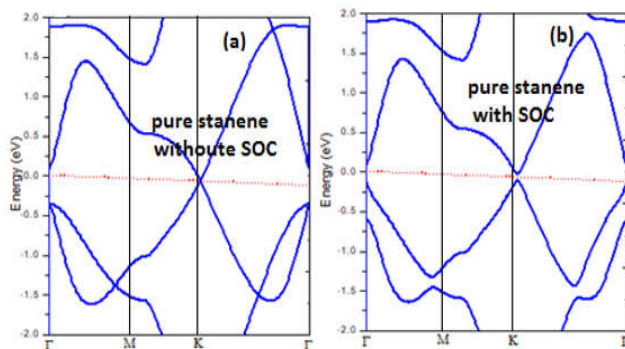 2.0
1.5
1.0
0.5
0.0
-0.5
-1.0
-1.5
-2.0
Energy (eV)
(a)
pure stanene
withoute SOC
Γ M K Γ
2.0
1.5
1.0
0.5
0.0
-0.5
-1.0
-1.5
-2.0
Energy (eV)
(b)
pure stanene
with SOC
Γ M K